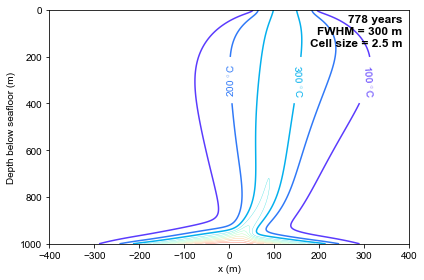 778 years
FWHM = 300 m
Cell size = 2.5 m
0
200
400
600
800
1000
Depth below seafloor (m)
200°C
300°C
100°C
−400
−300
−200
−100
0
100
200
300
400
x (m)